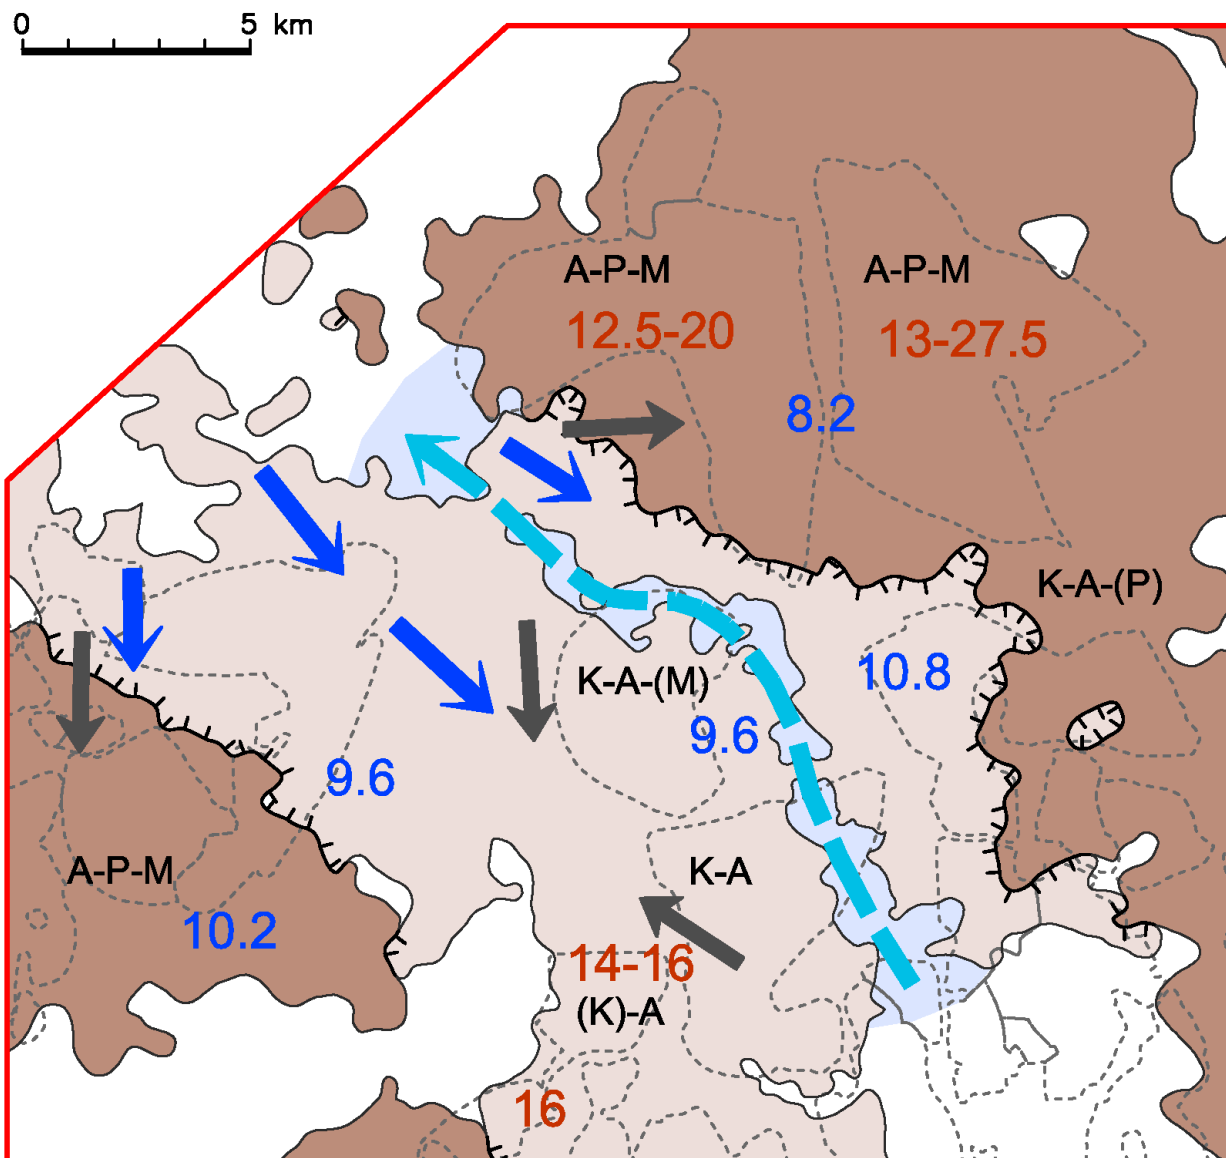 0 5 km
A-P-M A-P-M
12.5-20 13-27.5
8.2
K-A-(P)
K-A-(M) 10.8
9.6
9.6
A-P-M K-A
10.2
14-16
(K)-A
16